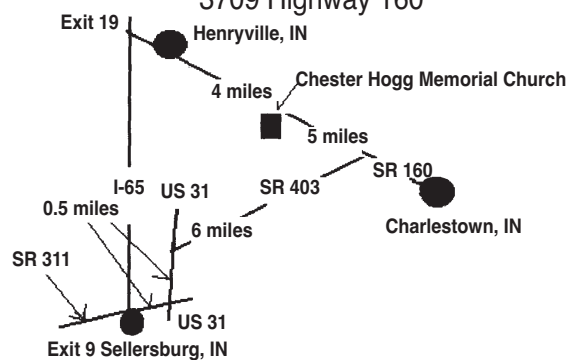 3709 Highway 160
Exit 19
Henryville, IN
Chester Hogg Memorial Church
4 miles
5 miles
SR 160
I-65
US 31
SR 403
0.5 miles
Charlestown, IN
6 miles
SR 311
US 31
Exit 9 Sellersburg, IN